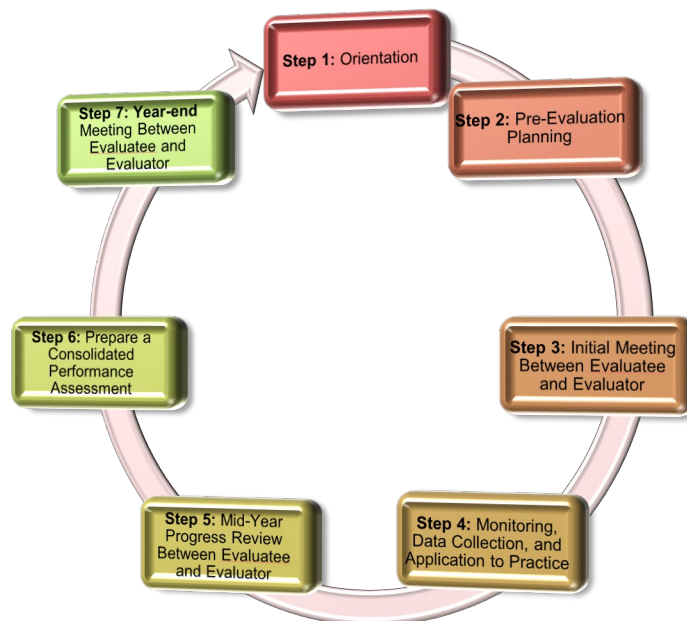 Step 1: Orientation
Step 2: Pre-Evaluation
Planning
Step 3: Initial Meeting
Between Evaluatee
and Evaluator
Step 4: Monitoring,
Data Collection, and
Application to Practice
Step 5: Mid-Year
Progress Review
Between Evaluatee
and Evaluator
Step 6: Prepare a
Consolidated
Performance
Assessment
Step 7: Year-end
Meeting Between
Evaluatee and
Evaluator